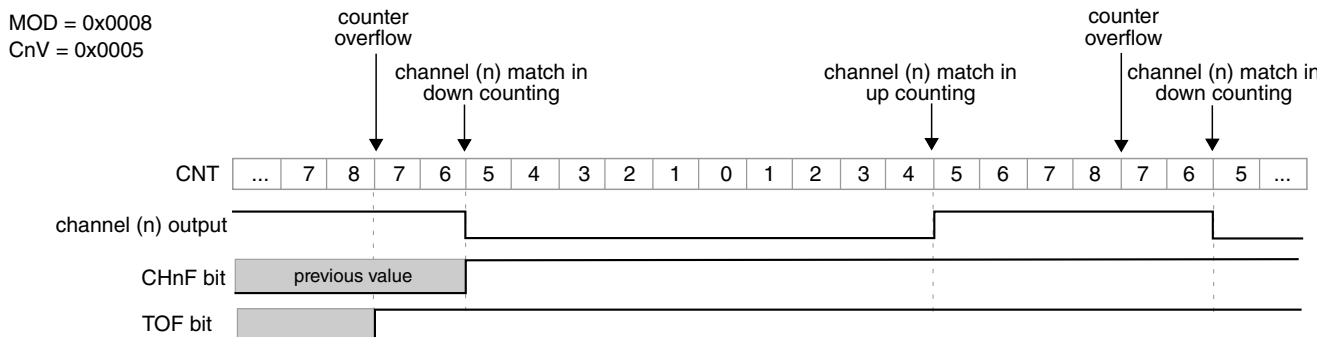 MOD = 0x0008
CnV = 0x0005
counter
overflow
channel (n) match in
down counting
channel (n) match in
up counting
counter
overflow
channel (n) match in
down counting
CNT ... 7 8 7 6 5 4 3 2 1 0 1 2 3 4 5 6 7 8 7 6 5 ...
channel (n) output
CHnF bit previous value
TOF bit